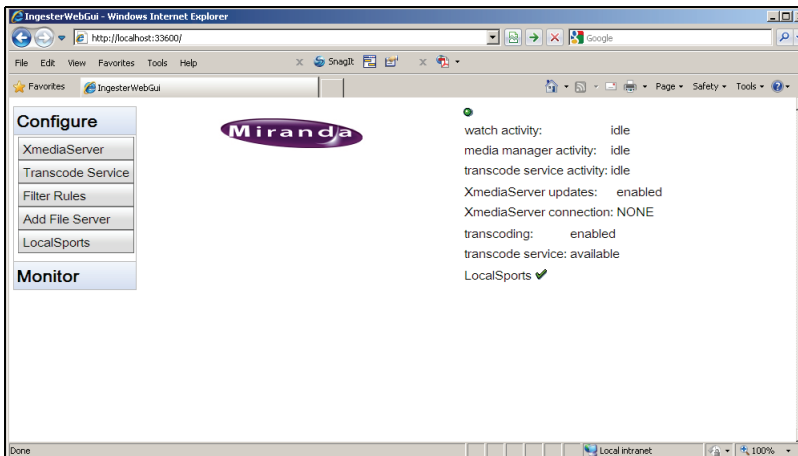 IngesterWebGui - Windows Internet Explorer
http://localhost:33600/
Google
File Edit View Favorites Tools Help
SnagIt
Favorites
IngesterWebGui
Page
Safety
Tools
Configure
XmediaServer
Transcode Service
Filter Rules
Add File Server
LocalSports
Monitor
Miranda
watch activity: idle
media manager activity: idle
transcode service activity: idle
XmediaServer updates: enabled
XmediaServer connection: NONE
transcoding: enabled
transcode service: available
LocalSports ✔
Done
Local intranet
100%